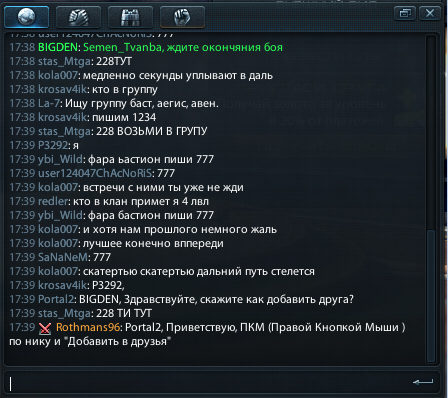 17:38 user124047ChAcNoRiS: 777
17:38 BIGDEN: Semen_Tvanba, ждите окончяния боя
17:38 stas_Mtga: 228ТУТ
17:38 kola007: медленно секунды уплывают в даль
17:38 krosav4ik: кто в группу
17:38 La-7: Ищу группу баст, аегис, авен.
17:38 krosav4ik: пишим 1234
17:39 stas_Mtga: 228 ВОЗЬМИ В ГРУПУ
17:39 P3292: я
17:39 ybi_Wild: фара ьастион пиши 777
17:39 user124047ChAcNoRiS: 777
17:39 kola007: встречи с ними ты уже не жди
17:39 redler: кто в клан примет я 4 лвл
17:39 ybi_Wild: фара бастион пиши 777
17:39 kola007: и хотя нам прошлого немного жаль
17:39 kola007: лучшее конечно вппереди
17:39 SaNaNeM: 777
17:39 kola007: скатертью скатертью дальний путь стелется
17:39 krosav4ik: P3292,
17:39 Portal2: BIGDEN, Здравствуйте, скажите как добавить друга?
17:39 stas_Mtga: 228 ТИ ТУТ
17:39 Rothmans96: Portal2, Приветствую, ПКМ (Правой Кнопкой Мыши )
по нику и "Добавить в друзья"